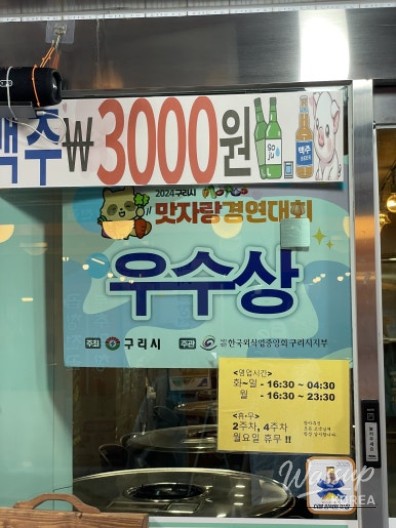 맥주₩3000원
soju
맥주
2024 구리시
맛자랑경연대회
우수상
주최 구리시 주관 한국외식업중앙회구리시지부
<영업시간>
화~일 - 16:30 ~ 04:30
월 - 16:30 ~ 23:30
<휴-무>
2주차, 4주차
월요일 휴무 !!
Wakup
KOREA